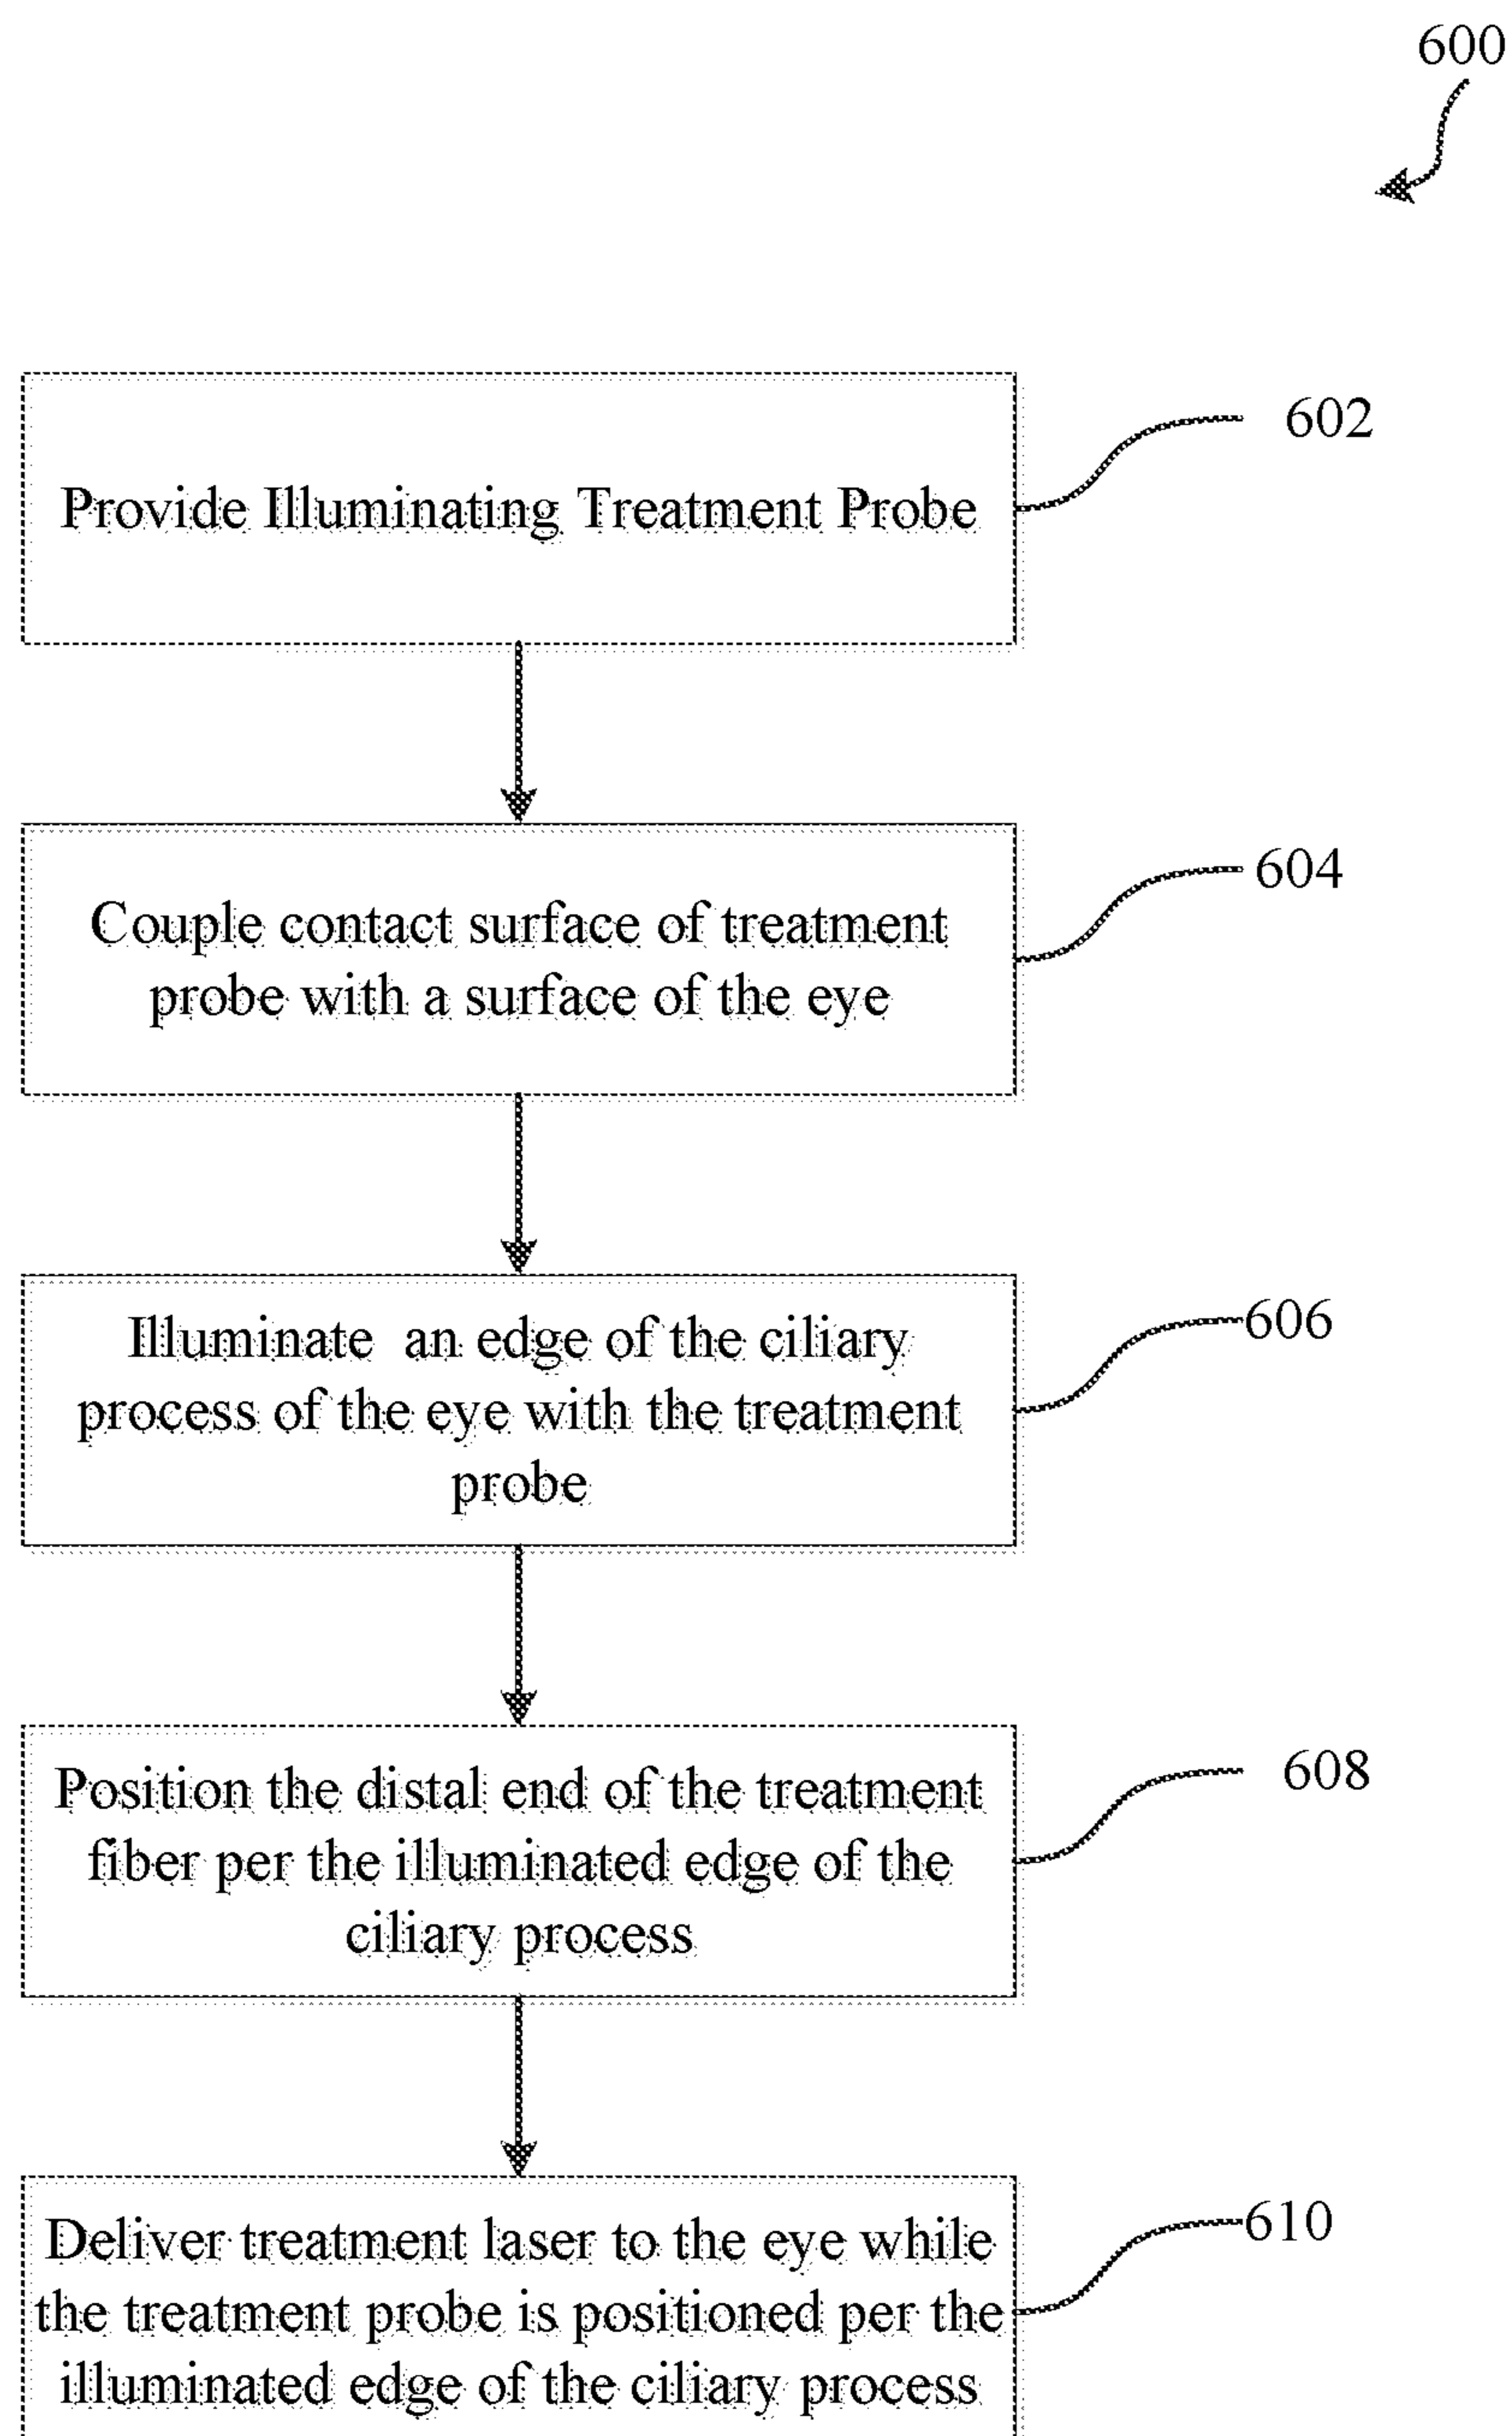 600
Provide Illuminating Treatment Probe
602
Couple contact surface of treatment
probe with a surface of the eye
604
Illuminate an edge of the ciliary
process of the eye with the treatment
probe
606
Position the distal end of the treatment
fiber per the illuminated edge of the
ciliary process
608
Deliver treatment laser to the eye while
the treatment probe is positioned per the
illuminated edge of the ciliary process
610